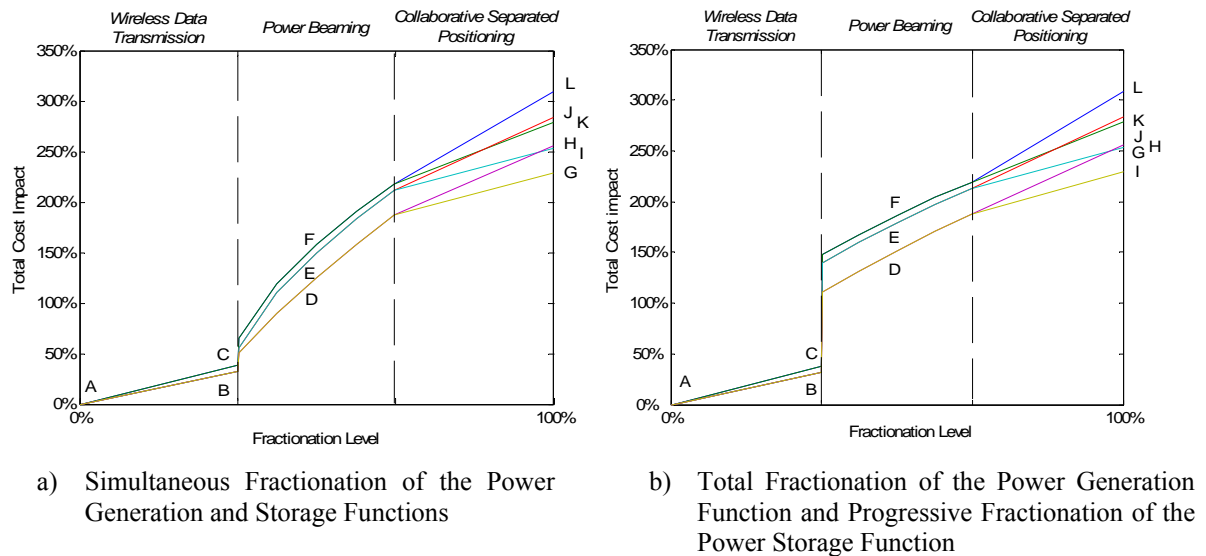 Wireless Data
Transmission
Power Beaming
Collaborative Separated
Positioning
350%
300%
250%
200%
150%
100%
50%
0%
Total Cost Impact
A
B
C
D
E
F
L
J
K
H
I
G
0%
100%
Fractionation Level
a) Simultaneous Fractionation of the Power
Generation and Storage Functions
Wireless Data
Transmission
Power Beaming
Collaborative Separated
Positioning
350%
300%
250%
200%
150%
100%
50%
0%
Total Cost impact
A
B
C
D
E
F
L
K
J
G
H
I
0%
100%
Fractionation Level
b) Total Fractionation of the Power Generation
Function and Progressive Fractionation of the
Power Storage Function